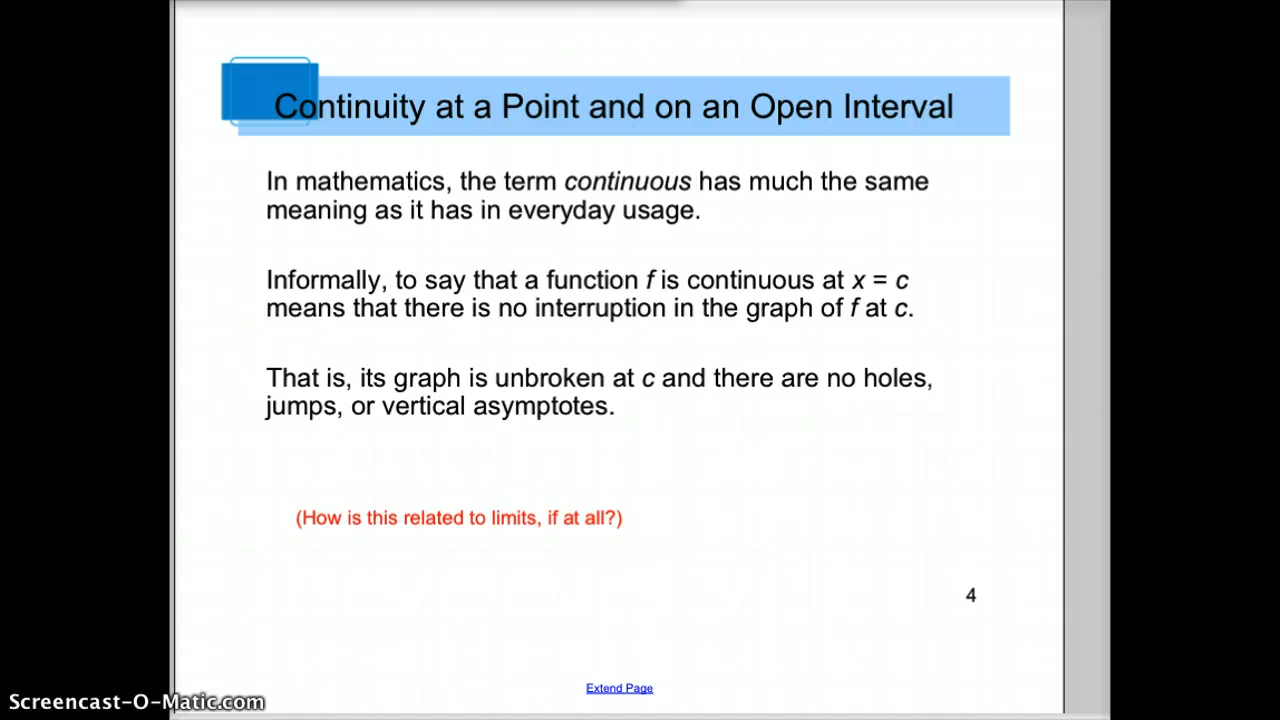 Continuity at a Point and on an Open Interval
In mathematics, the term continuous has much the same
meaning as it has in everyday usage.
Informally, to say that a function f is continuous at x = c
means that there is no interruption in the graph of f at c.
That is, its graph is unbroken at c and there are no holes,
jumps, or vertical asymptotes.
(How is this related to limits, if at all?)
4
Extend Page
Screencast-O-Matic.com